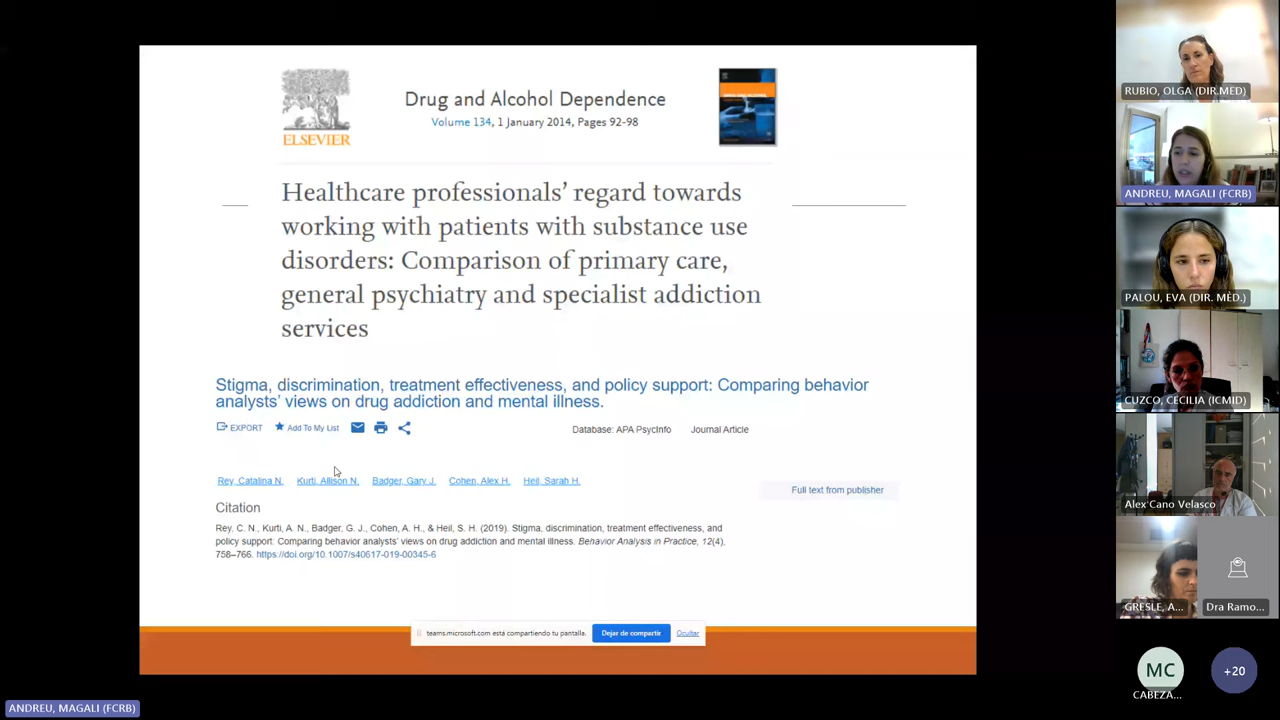 ELSEVIER
Drug and Alcohol Dependence
Volume 134, 1 January 2014, Pages 92-98
Healthcare professionals’ regard towards
working with patients with substance use
disorders: Comparison of primary care,
general psychiatry and specialist addiction
services
Stigma, discrimination, treatment effectiveness, and policy support: Comparing behavior
analysts’ views on drug addiction and mental illness.
EXPORT Add To My List
Database: APA PsycInfo Journal Article
Rey, Catalina N. Kurti, Allison N. Badger, Gary J. Cohen, Alex H. Heil, Sarah H.
Full text from publisher
Citation
Rey. C. N., Kurti, A. N., Badger, G. J., Cohen, A. H., & Heil, S. H. (2019). Stigma, discrimination, treatment effectiveness, and
policy support: Comparing behavior analysts’ views on drug addiction and mental illness. Behavior Analysis in Practice, 12(4),
758–766. https://doi.org/10.1007/s40617-019-00345-6
teams.microsoft.com está compartiendo tu pantalla. Dejar de compartir Ocultar
RUBIO, OLGA (DIR.MED)
ANDREU, MAGALI (FCRB)
PALOU, EVA (DIR. MÈD.)
CUZCO, CECILIA (ICMID)
Alex Cano Velasco
GRESLE, A... Dra Ramo...
MC +20
CABEZA...
ANDREU, MAGALI (FCRB)